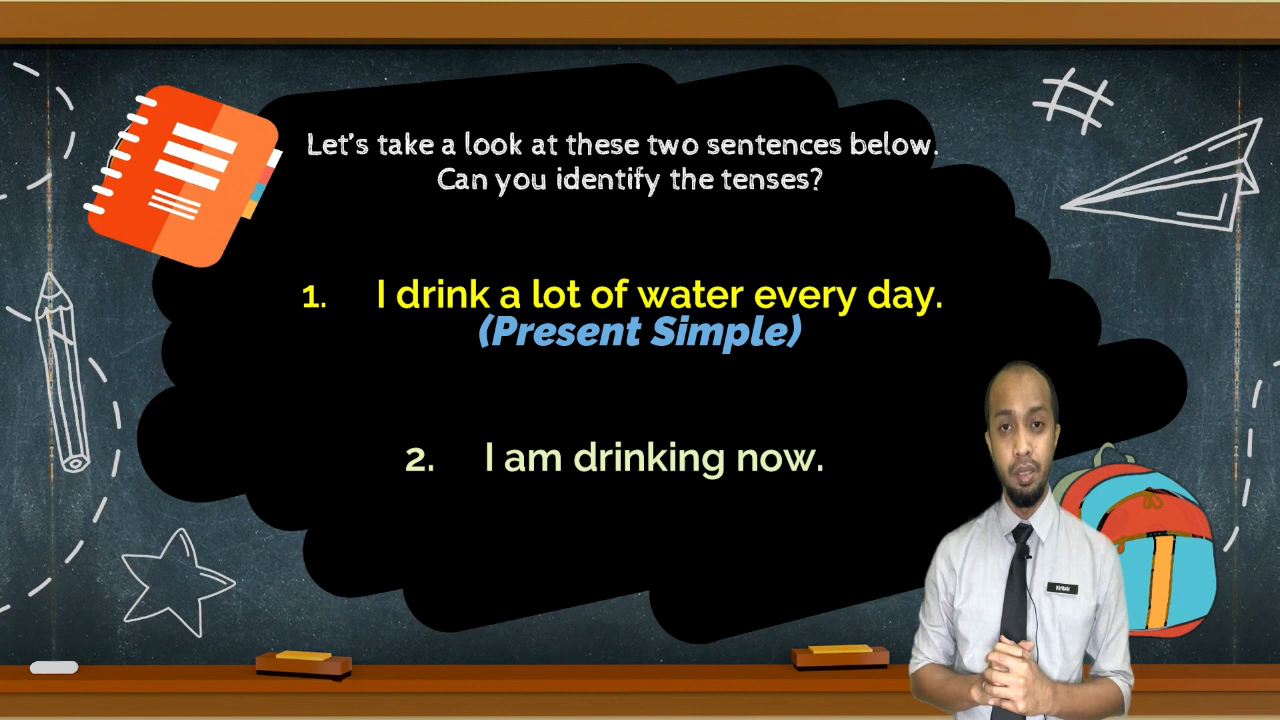 Let's take a look at these two sentences below.
Can you identify the tenses?
1. I drink a lot of water every day.
(Present Simple)
2. I am drinking now.